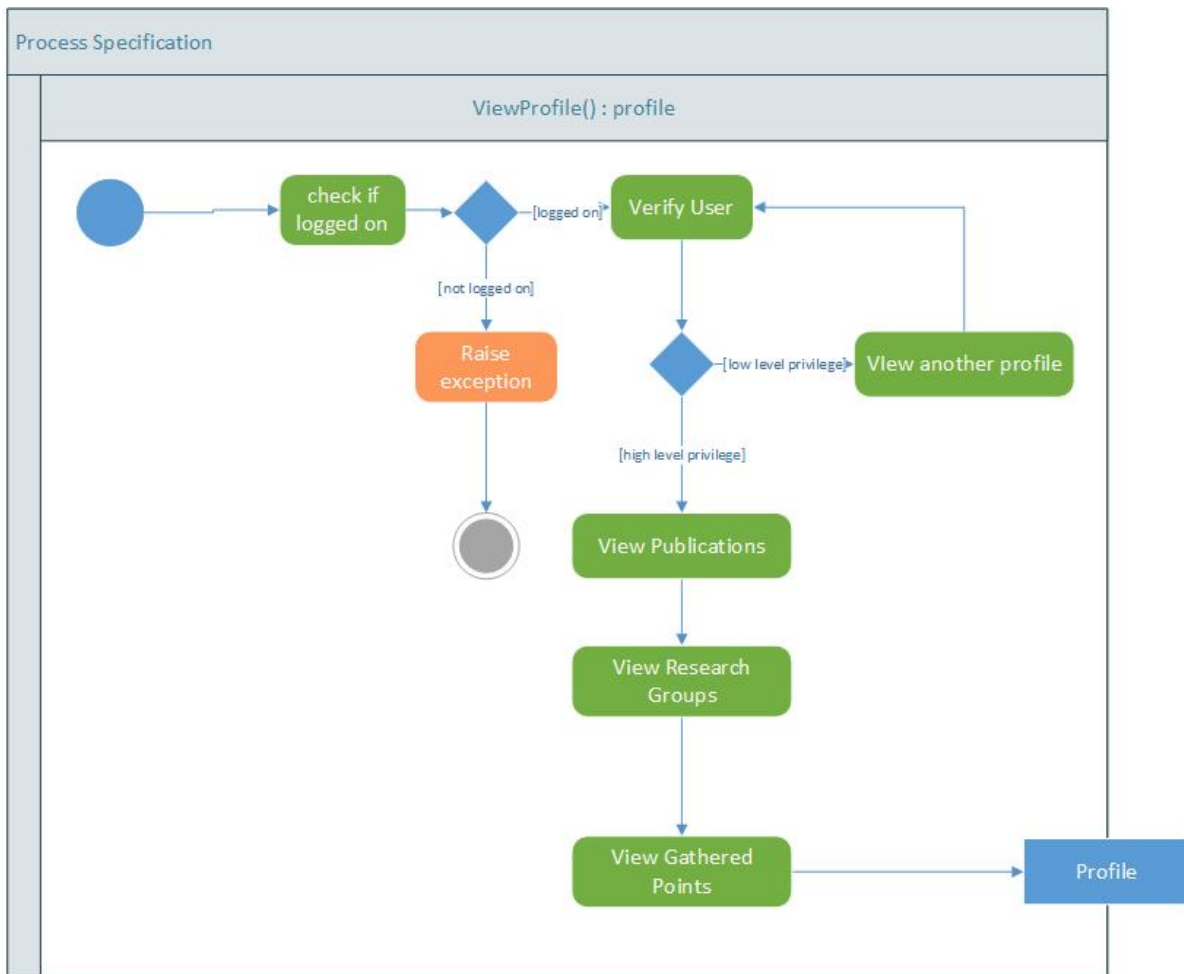 Process Specification
ViewProfile() : profile
check if
logged on
[logged on]
Verify User
[not logged on]
Raise
exception
[low level privilege]
VIew another profile
[high level privilege]
View Publications
View Research
Groups
View Gathered
Points
Profile